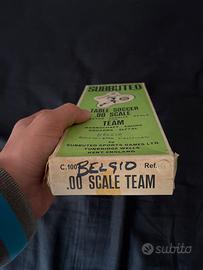 SUBBUTEO
TABLE SOCCER
.00 SCALE
TEAM
SUBBUTEO SPORTS GAMES LTD
TUNBRIDGE WELLS
KENT ENGLAND
C.100 BELGIO Ref.
.00 SCALE TEAM
subito